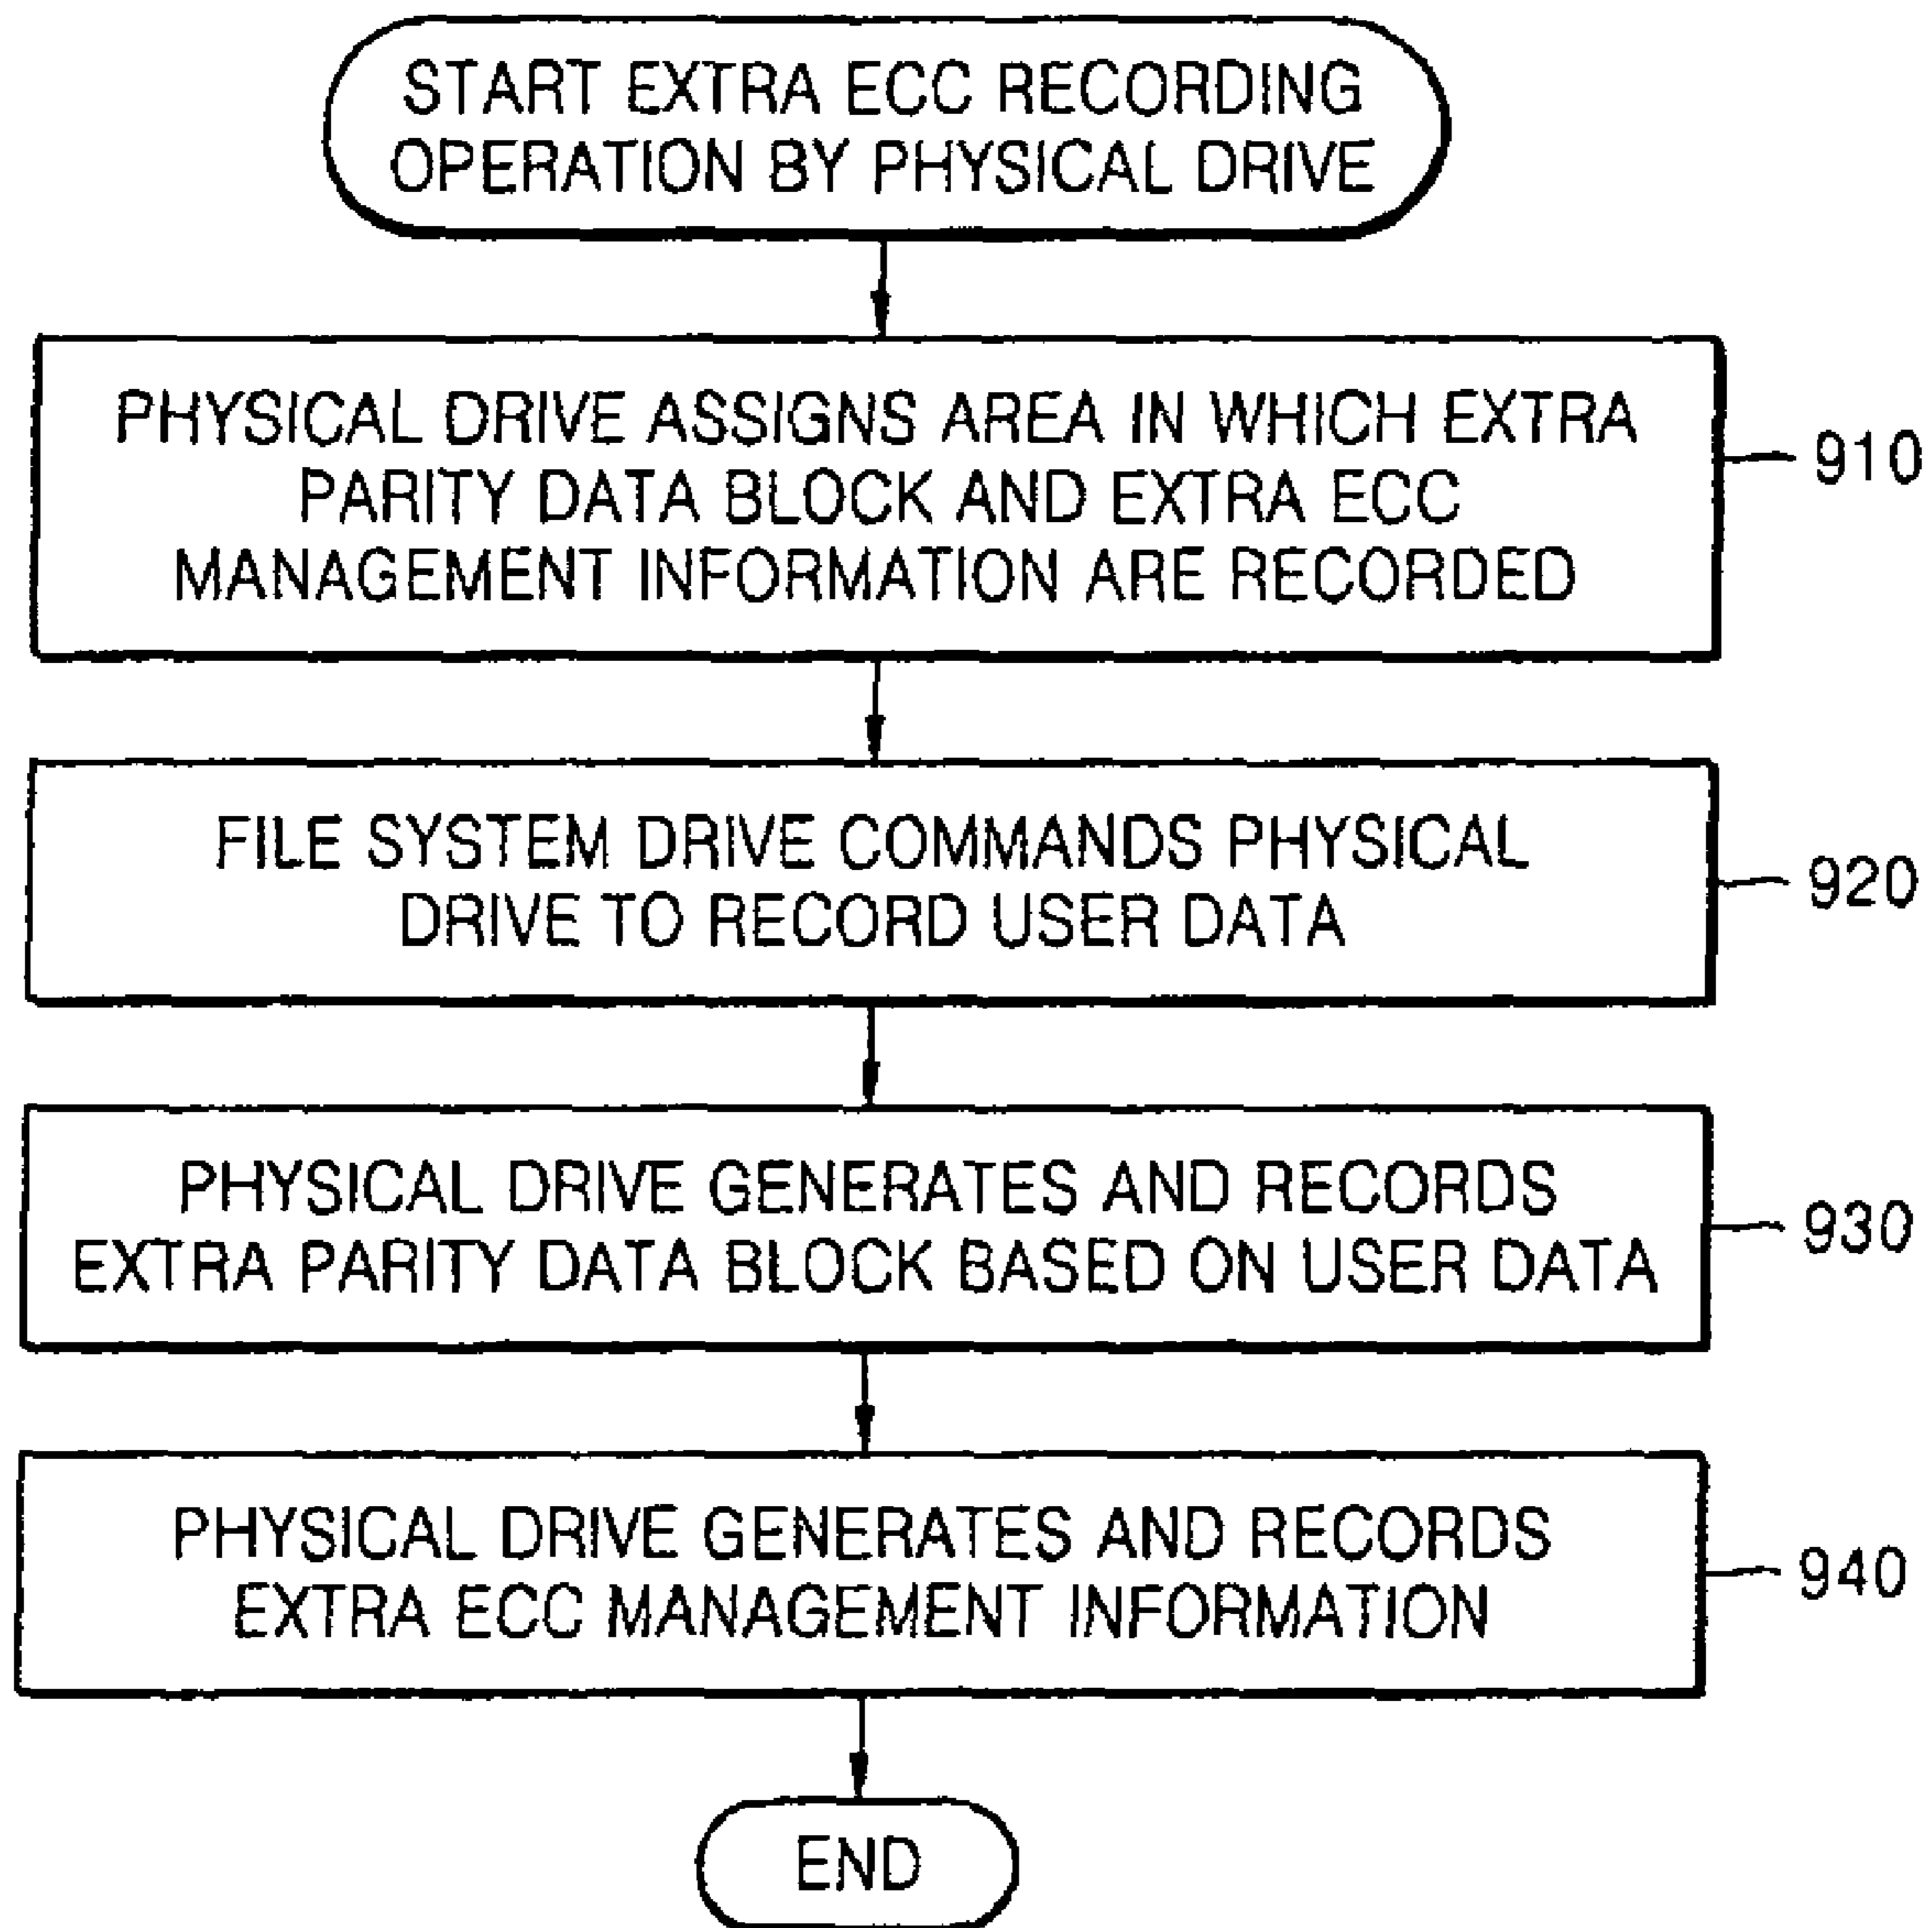 START EXTRA ECC RECORDING
OPERATION BY PHYSICAL DRIVE
PHYSICAL DRIVE ASSIGNS AREA IN WHICH EXTRA
PARITY DATA BLOCK AND EXTRA ECC
MANAGEMENT INFORMATION ARE RECORDED
910
FILE SYSTEM DRIVE COMMANDS PHYSICAL
DRIVE TO RECORD USER DATA
920
PHYSICAL DRIVE GENERATES AND RECORDS
EXTRA PARITY DATA BLOCK BASED ON USER DATA
930
PHYSICAL DRIVE GENERATES AND RECORDS
EXTRA ECC MANAGEMENT INFORMATION
940
END